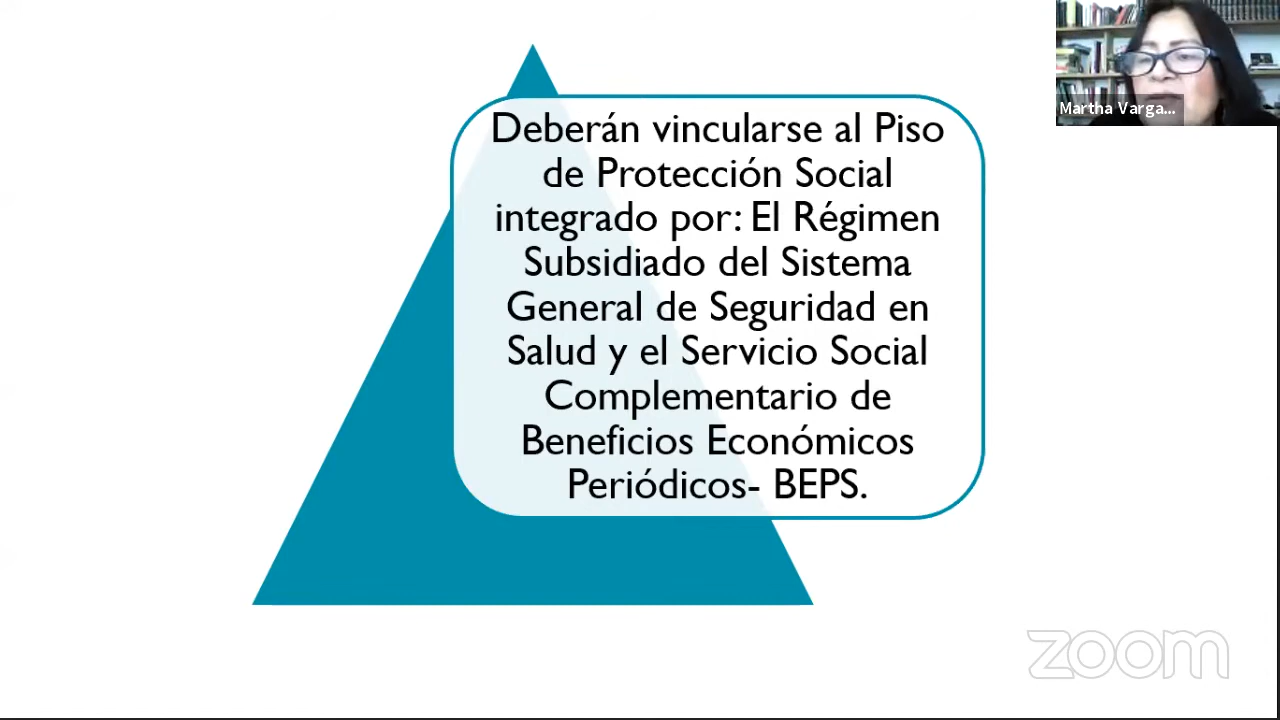 Martha Varga...
Deberán vincularse al Piso
de Protección Social
integrado por: El Régimen
Subsidiado del Sistema
General de Seguridad en
Salud y el Servicio Social
Complementario de
Beneficios Económicos
Periódicos- BEPS.
zoom